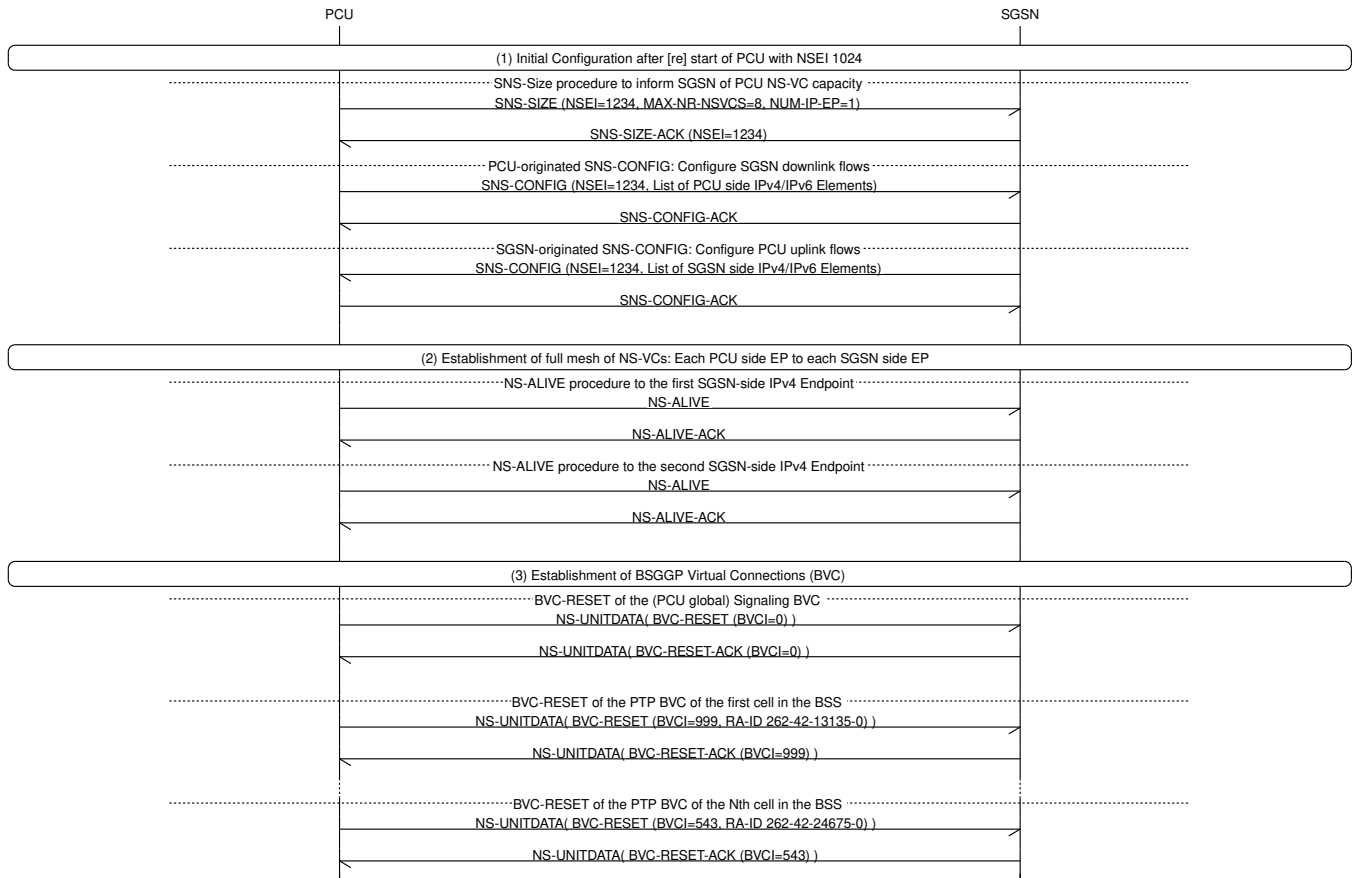 PCU SGSN
(1) Initial Configuration after [re] start of PCU with NSEI 1024
SNS-Size procedure to inform SGSN of PCU NS-VC capacity
SNS-SIZE (NSEI=1234, MAX-NR-NSVCS=8, NUM-IP-EP=1)
SNS-SIZE-ACK (NSEI=1234)
PCU-originated SNS-CONFIG: Configure SGSN downlink flows
SNS-CONFIG (NSEI=1234, List of PCU side IPv4/IPv6 Elements)
SNS-CONFIG-ACK
SGSN-originated SNS-CONFIG: Configure PCU uplink flows
SNS-CONFIG (NSEI=1234, List of SGSN side IPv4/IPv6 Elements)
SNS-CONFIG-ACK
(2) Establishment of full mesh of NS-VCs: Each PCU side EP to each SGSN side EP
NS-ALIVE procedure to the first SGSN-side IPv4 Endpoint
NS-ALIVE
NS-ALIVE-ACK
NS-ALIVE procedure to the second SGSN-side IPv4 Endpoint
NS-ALIVE
NS-ALIVE-ACK
(3) Establishment of BSGGP Virtual Connections (BVC)
BVC-RESET of the (PCU global) Signaling BVC
NS-UNITDATA( BVC-RESET (BVCI=0) )
NS-UNITDATA( BVC-RESET-ACK (BVCI=0) )
BVC-RESET of the PTP BVC of the first cell in the BSS
NS-UNITDATA( BVC-RESET (BVCI=999, RA-ID 262-42-13135-0) )
NS-UNITDATA( BVC-RESET-ACK (BVCI=999) )
BVC-RESET of the PTP BVC of the Nth cell in the BSS
NS-UNITDATA( BVC-RESET (BVCI=543, RA-ID 262-42-24675-0) )
NS-UNITDATA( BVC-RESET-ACK (BVCI=543) )